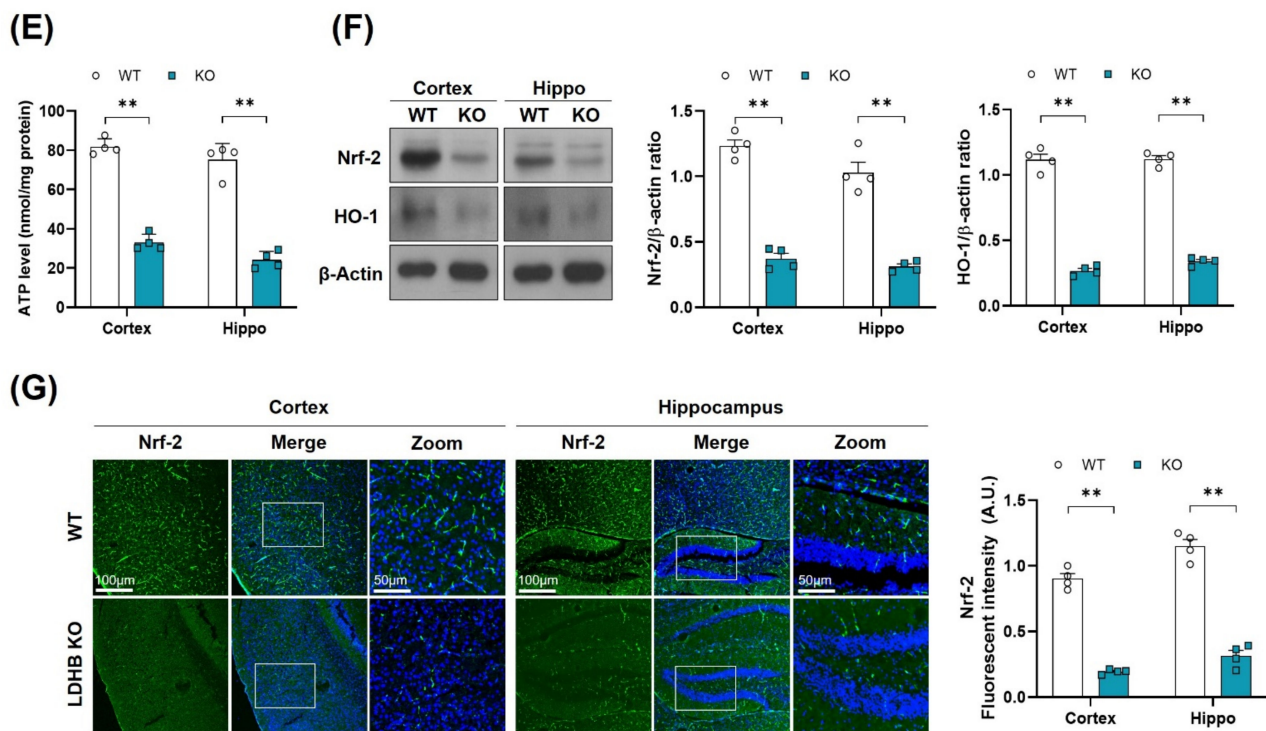 (E)
WT KO
ATP level (nmol/mg protein)
100
80
60
40
20
0
** **
Cortex Hippo
(F)
Cortex Hippo
WT KO WT KO
Nrf-2
HO-1
β-Actin
WT KO
Nrf-2/β-actin ratio
1.5
1.0
0.5
0.0
** **
Cortex Hippo
WT KO
HO-1/β-actin ratio
1.5
1.0
0.5
0.0
** **
Cortex Hippo
(G)
Cortex Hippocampus
Nrf-2 Merge Zoom Nrf-2 Merge Zoom
WT
100μm 50μm 100μm 50μm
LDHB KO
WT KO
Nrf-2
Fluorescent intensity (A.U.)
1.5
1.0
0.5
0.0
** **
Cortex Hippo